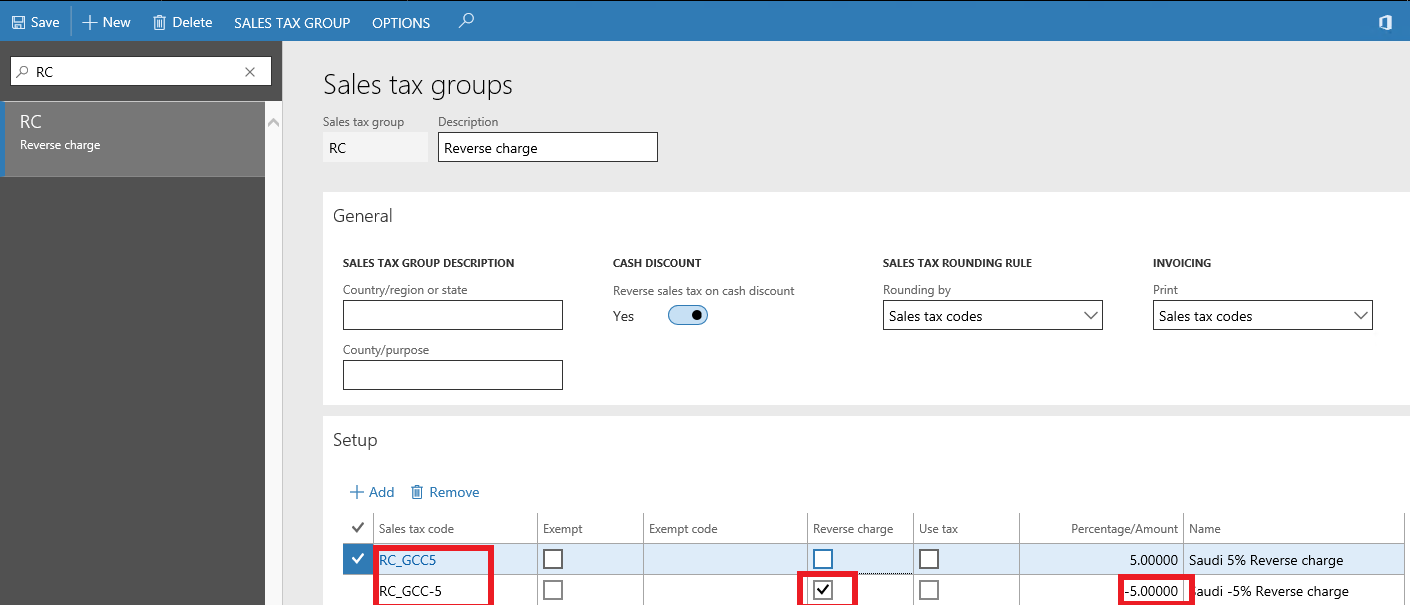 Save New Delete SALES TAX GROUP OPTIONS
RC
RC
Reverse charge
Sales tax groups
Sales tax group Description
RC Reverse charge
General
SALES TAX GROUP DESCRIPTION CASH DISCOUNT SALES TAX ROUNDING RULE INVOICING
Country/region or state Reverse sales tax on cash discount Rounding by Print
Yes Sales tax codes Sales tax codes
County/purpose
Setup
Add Remove
Sales tax code Exempt Exempt code Reverse charge Use tax Percentage/Amount Name
RC_GCC5 5.00000 Saudi 5% Reverse charge
RC_GCC-5 -5.00000 Saudi -5% Reverse charge